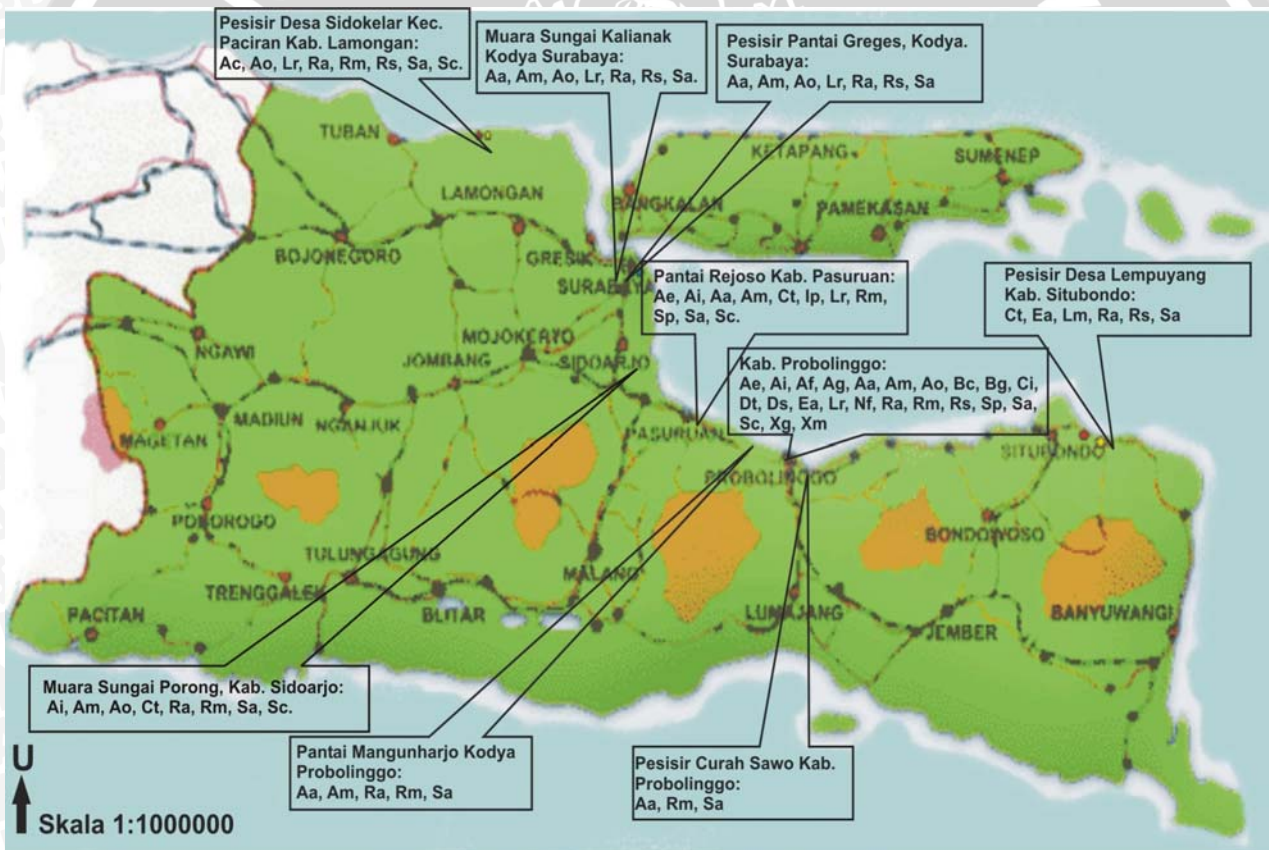 Pesisir Desa Sidokelar Kec.
Paciran Kab. Lamongan:
Ac, Ao, Lr, Ra, Rm, Rs, Sa, Sc.
Muara Sungai Kalianak
Kodya Surabaya:
Aa, Am, Ao, Lr, Ra, Rs, Sa.
Pesisir Pantai Greges, Kodya.
Surabaya:
Aa, Am, Ao, Lr, Ra, Rs, Sa
TUBAN
KETAPANG
SUMENEP
LAMONGAN
BANGKALAN
PAMEKASAN
BOJONEGORO
GRESIK
SURABAYA
Pantai Rejoso Kab. Pasuruan:
Ae, Ai, Aa, Am, Ct, Ip, Lr, Rm,
Sp, Sa, Sc.
Pesisir Desa Lempuyang
Kab. Situbondo:
Ct, Ea, Lm, Ra, Rs, Sa
NGAWI
MOJOKERTO
JOMBANG
SIDOARJO
Kab. Probolinggo:
Ae, Ai, Af, Ag, Aa, Am, Ao, Bc, Bg, Ci,
Dt, Ds, Ea, Lr, Nf, Ra, Rm, Rs, Sp, Sa,
Sc, Xg, Xm
MAGETAN
MADIUN
NGANJUK
PASURUAN
SITUBONDO
PROBOLINGGO
PONOROGO
BONDOWOSO
TULUNGAGUNG
TRENGGALEK
MALANG
PACITAN
BLITAR
LUMAJANG
JEMBER
BANYUWANGI
Muara Sungai Porong, Kab. Sidoarjo:
Ai, Am, Ao, Ct, Ra, Rm, Sa, Sc.
Pantai Mangunharjo Kodya
Probolinggo:
Aa, Am, Ra, Rm, Sa
Pesisir Curah Sawo Kab.
Probolinggo:
Aa, Rm, Sa
U
Skala 1:1000000